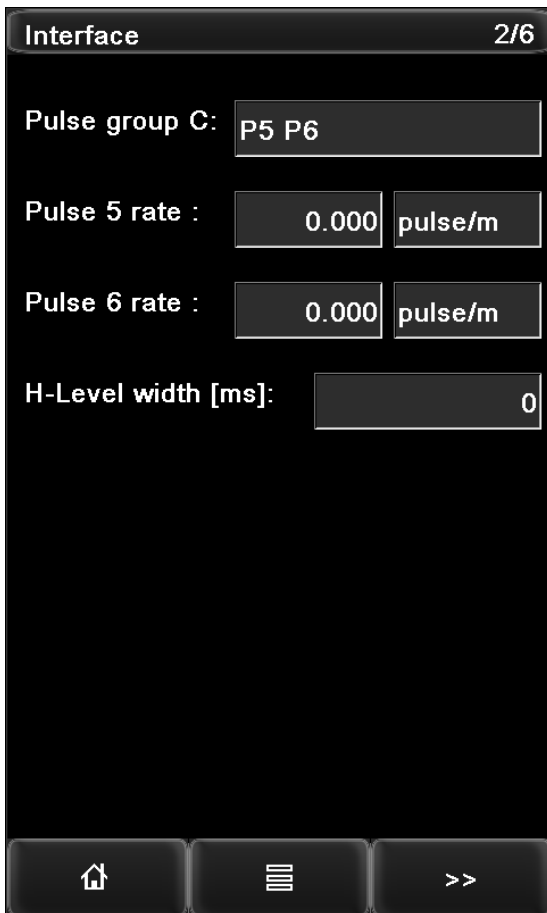 Interface 2/6
Pulse group C: P5 P6
Pulse 5 rate : 0.000 pulse/m
Pulse 6 rate : 0.000 pulse/m
H-Level width [ms]: 0
>>